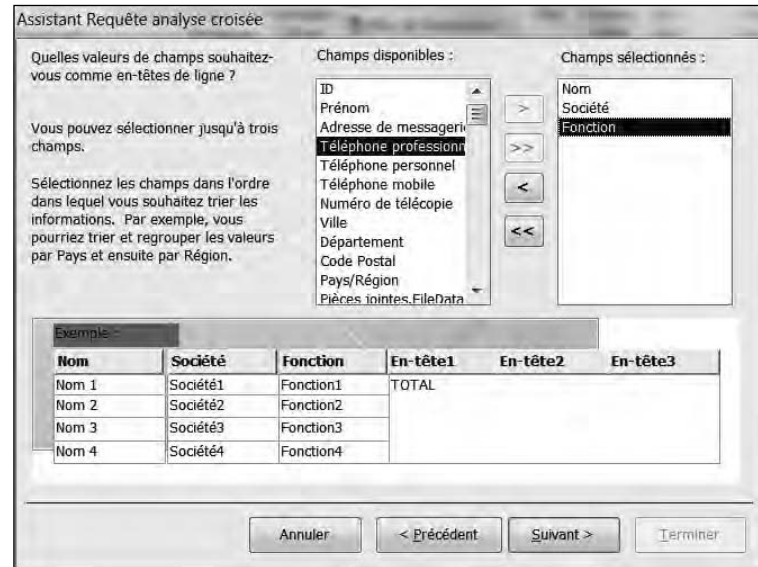 Assistant Requête analyse croisée
Quelles valeurs de champs souhaitez-
vous comme en-têtes de ligne ?
Vous pouvez sélectionner jusqu'à trois
champs.
Sélectionnez les champs dans l'ordre
dans lequel vous souhaitez trier les
informations. Par exemple, vous
pourriez trier et regrouper les valeurs
par Pays et ensuite par Région.
Champs disponibles :
ID
Prénom
Adresse de messageri
Téléphone professionn
Téléphone personnel
Téléphone mobile
Numéro de télécopie
Ville
Département
Code Postal
Pays/Région
Pièces jointes.FileData
>
>>
<
<<
Champs sélectionnés :
Nom
Société
Fonction
Exemple :
Nom Société Fonction En-tête1 En-tête2 En-tête3
Nom 1 Société1 Fonction1 TOTAL
Nom 2 Société2 Fonction2
Nom 3 Société3 Fonction3
Nom 4 Société4 Fonction4
Annuler < Précédent Suivant > Terminer